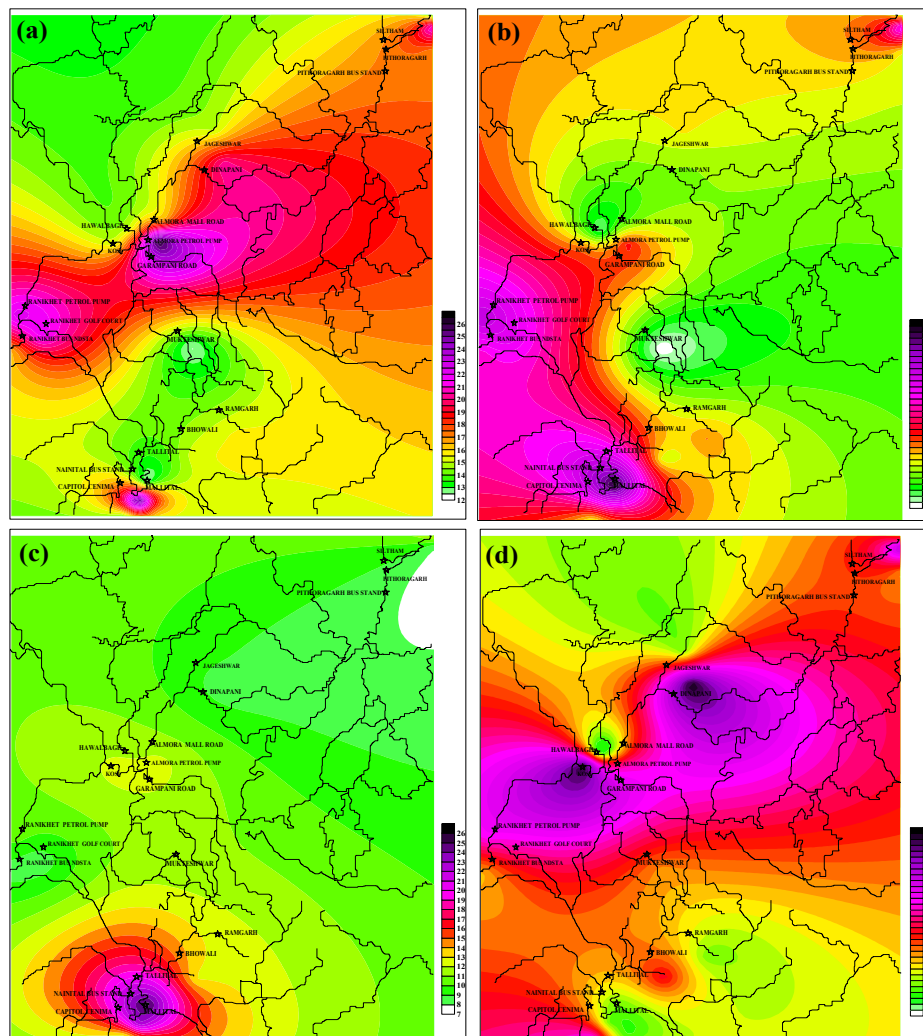 (a)
SILTHAM
PITHORAGARH
PITHORAGARH BUS STAND
JAGESHWAR
DINAPANI
ALMORA MALL ROAD
HAWALBAGH
ALMORA PETROL PUMP
KOSI
GARAMPANI ROAD
RANIKHET PETROL PUMP
RANIKHET GOLF COURT
RANIKHET BUS NDSTA
MUKTESHWAR
RAMGARH
BHOWALI
TALLITAL
NAINITAL BUS STAND
CAPITOL CENIMA
MALLITAL
26
25
24
23
22
21
20
19
18
17
16
15
14
13
12
(b)
SILTHAM
PITHORAGARH
PITHORAGARH BUS STAND
JAGESHWAR
DINAPANI
ALMORA MALL ROAD
HAWALBAGH
ALMORA PETROL PUMP
KOSI
GARAMPANI ROAD
RANIKHET PETROL PUMP
RANIKHET GOLF COURT
RANIKHET BUS NDSTA
MUKTESHWAR
RAMGARH
BHOWALI
TALLITAL
NAINITAL BUS STAND
CAPITOL CENIMA
MALLITAL
(c)
SILTHAM
PITHORAGARH
PITHORAGARH BUS STAND
JAGESHWAR
DINAPANI
ALMORA MALL ROAD
HAWALBAGH
ALMORA PETROL PUMP
KOSI
GARAMPANI ROAD
RANIKHET PETROL PUMP
RANIKHET GOLF COURT
RANIKHET BUS NDSTA
MUKTESHWAR
RAMGARH
BHOWALI
TALLITAL
NAINITAL BUS STAND
CAPITOL CENIMA
MALLITAL
26
25
24
23
22
21
20
19
18
17
16
15
14
13
12
11
10
9
8
7
(d)
SILTHAM
PITHORAGARH
PITHORAGARH BUS STAND
JAGESHWAR
DINAPANI
ALMORA MALL ROAD
HAWALBAGH
ALMORA PETROL PUMP
KOSI
GARAMPANI ROAD
RANIKHET PETROL PUMP
RANIKHET GOLF COURT
RANIKHET BUS NDSTA
MUKTESHWAR
RAMGARH
BHOWALI
TALLITAL
NAINITAL BUS STAND
CAPITOL CENIMA
MALLITAL